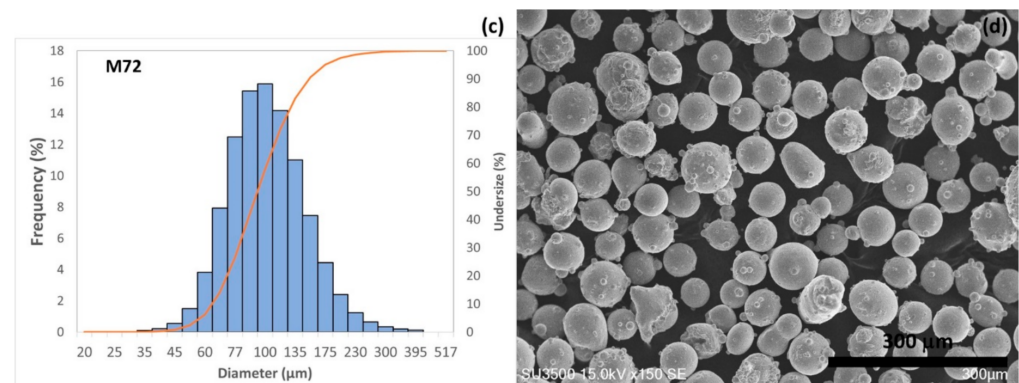 (c)
M72
Frequency (%)
18
16
14
12
10
8
6
4
2
0
100
90
80
70
60
50
40
30
20
10
0
Undersize (%)
20 25 35 45 60 77 100 135 175 230 300 395 517
Diameter (µm)
(d)
300 µm
SU3500 15.0kV x150 SE 300µm